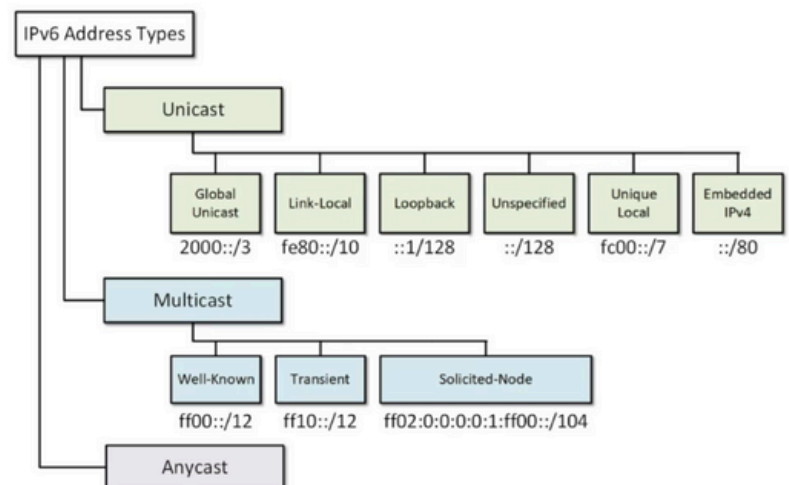 IPv6 Address Types
Unicast
Global
Unicast
Link-Local
Loopback
Unspecified
Unique
Local
Embedded
IPv4
2000::/3
fe80::/10
::1/128
::/128
fc00::/7
::/80
Multicast
Well-Known
Transient
Solicited-Node
ff00::/12
ff10::/12
ff02:0:0:0:0:1:ff00::/104
Anycast